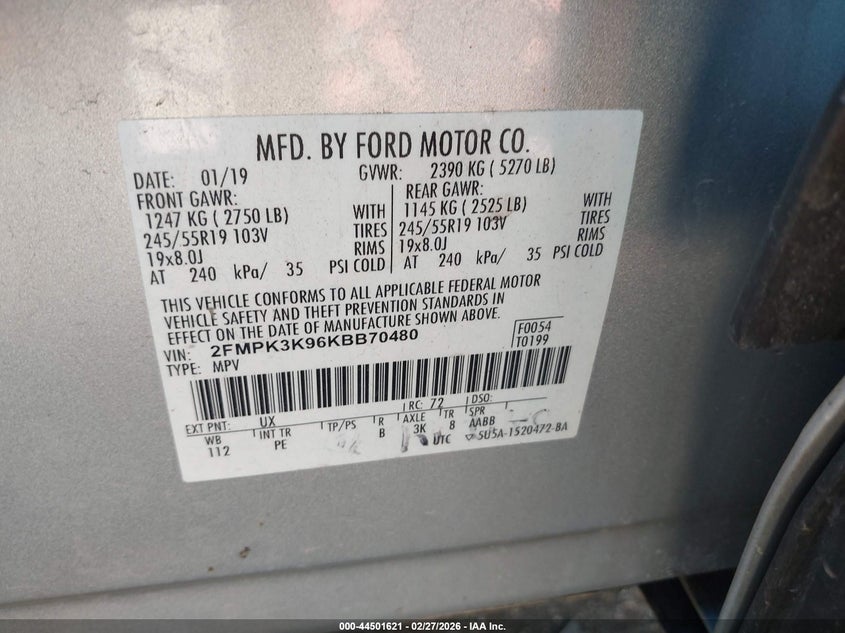 MFD. BY FORD MOTOR CO.
DATE: 01/19 GVWR: 2390 KG ( 5270 LB)
FRONT GAWR: REAR GAWR:
1247 KG ( 2750 LB) WITH 1145 KG ( 2525 LB) WITH
245/55R19 103V TIRES 245/55R19 103V TIRES
19x8.0J RIMS 19x8.0J RIMS
AT 240 kPa/ 35 PSI COLD AT 240 kPa/ 35 PSI COLD
THIS VEHICLE CONFORMS TO ALL APPLICABLE FEDERAL MOTOR
VEHICLE SAFETY AND THEFT PREVENTION STANDARDS IN
EFFECT ON THE DATE OF MANUFACTURE SHOWN ABOVE.
VIN: 2FMPK3K96KBB70480 F0054
TYPE: MPV T0199
EXT PNT: UX RC: 72 DSO:
WB INT TR TP/PS R AXLE TR SPR
112 PE B 3K 8 AABB
UTC 5U5A-1520472-BA
000-44501621 | 02/27/2026 - IAA Inc.